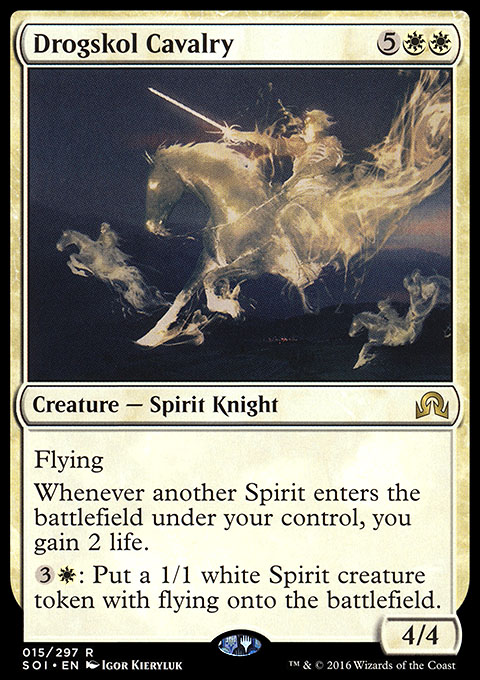 Drogskol Cavalry 5
Creature — Spirit Knight
Flying
Whenever another Spirit enters the
battlefield under your control, you
gain 2 life.
3 : Put a 1/1 white Spirit creature
token with flying onto the battlefield.
4/4
015/297 R
SOI • EN Igor Kieryluk
™ & © 2016 Wizards of the Coast